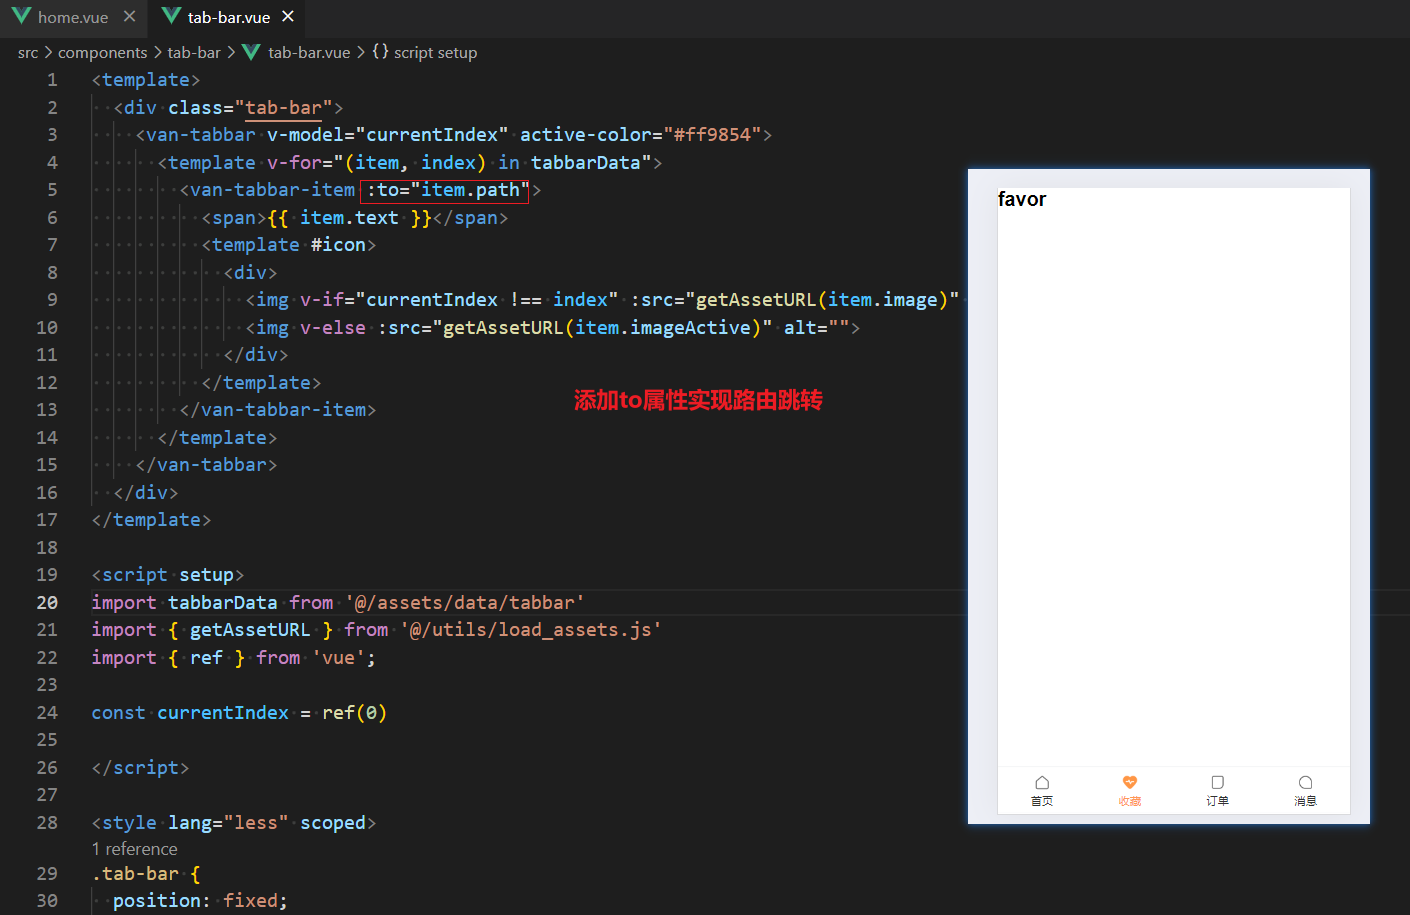 home.vue
tab-bar.vue
src > components > tab-bar > tab-bar.vue > {} script setup
1 <template>
2 <div class="tab-bar">
3 <van-tabbar v-model="currentIndex" active-color="#ff9854">
4 <template v-for="(item, index) in tabbarData">
5 <van-tabbar-item :to="item.path">
6 <span>{{ item.text }}</span>
7 <template #icon>
8 <div>
9 <img v-if="currentIndex !== index" :src="getAssetURL(item.image)"
10 <img v-else :src="getAssetURL(item.imageActive)" alt="">
11 </div>
12 </template>
13 </van-tabbar-item>
14 </template>
15 </van-tabbar>
16 </div>
17 </template>
18
19 <script setup>
20 import tabbarData from '@/assets/data/tabbar'
21 import { getAssetURL } from '@/utils/load_assets.js'
22 import { ref } from 'vue';
23
24 const currentIndex = ref(0)
25
26 </script>
27
28 <style lang="less" scoped>
1 reference
29 .tab-bar {
30 position: fixed;
添加to属性实现路由跳转
favor
首页
收藏
订单
消息